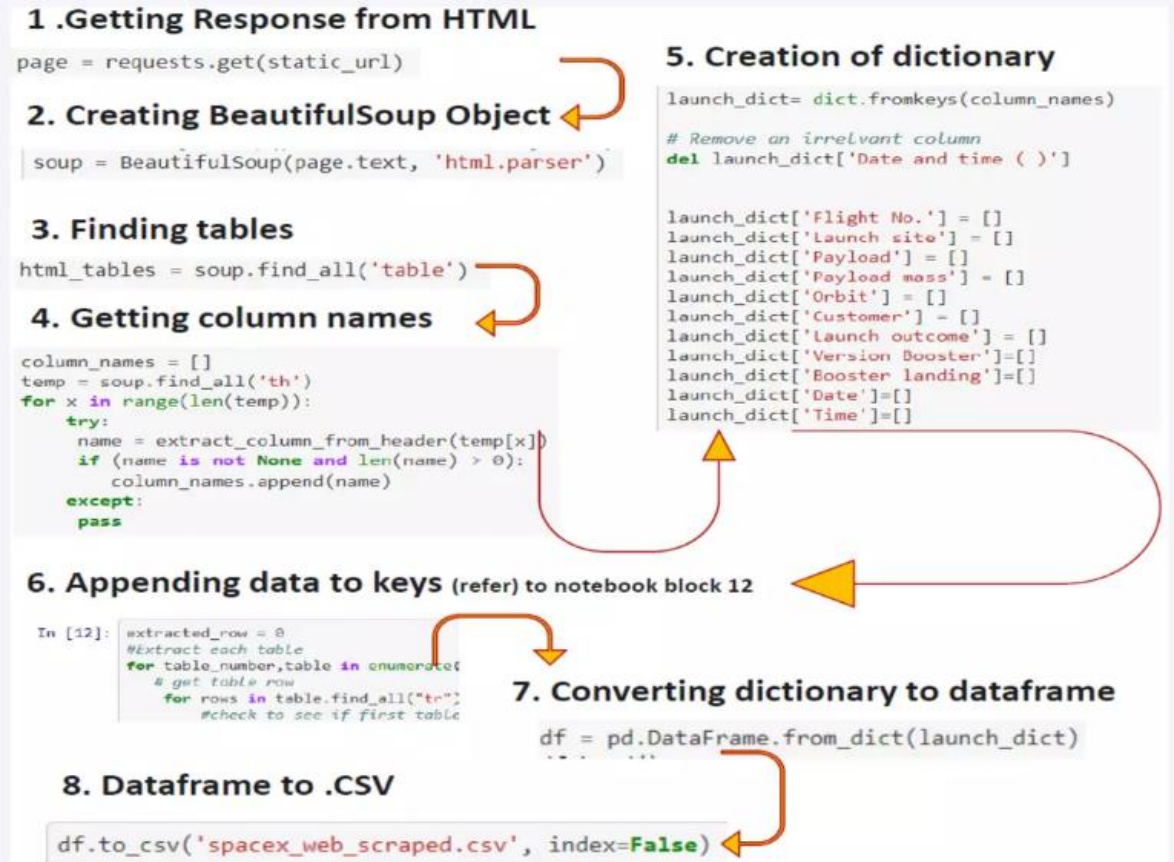 1 .Getting Response from HTML
page = requests.get(static_url)
2. Creating BeautifulSoup Object
soup = BeautifulSoup(page.text, 'html.parser')
3. Finding tables
html_tables = soup.find_all('table')
4. Getting column names
column_names = []
temp = soup.find_all('th')
for x in range(len(temp)):
try:
name = extract_column_from_header(temp[x])
if (name is not None and len(name) > 0):
column_names.append(name)
except:
pass
5. Creation of dictionary
launch_dict= dict.fromkeys(column_names)
# Remove an irrelvant column
del launch_dict['Date and time ( )']
launch_dict['Flight No.'] = []
launch_dict['Launch site'] = []
launch_dict['Payload'] = []
launch_dict['Payload mass'] = []
launch_dict['Orbit'] = []
launch_dict['Customer'] = []
launch_dict['Launch outcome'] = []
launch_dict['Version Booster']=[]
launch_dict['Booster landing']=[]
launch_dict['Date']=[]
launch_dict['Time']=[]
6. Appending data to keys (refer) to notebook block 12
In [12]: extracted_row = 0
#Extract each table
for table_number,table in enumerate(
# get table row
for rows in table.find_all("tr")
#check to see if first table
7. Converting dictionary to dataframe
df = pd.DataFrame.from_dict(launch_dict)
8. Dataframe to .CSV
df.to_csv('spacex_web_scraped.csv', index=False)